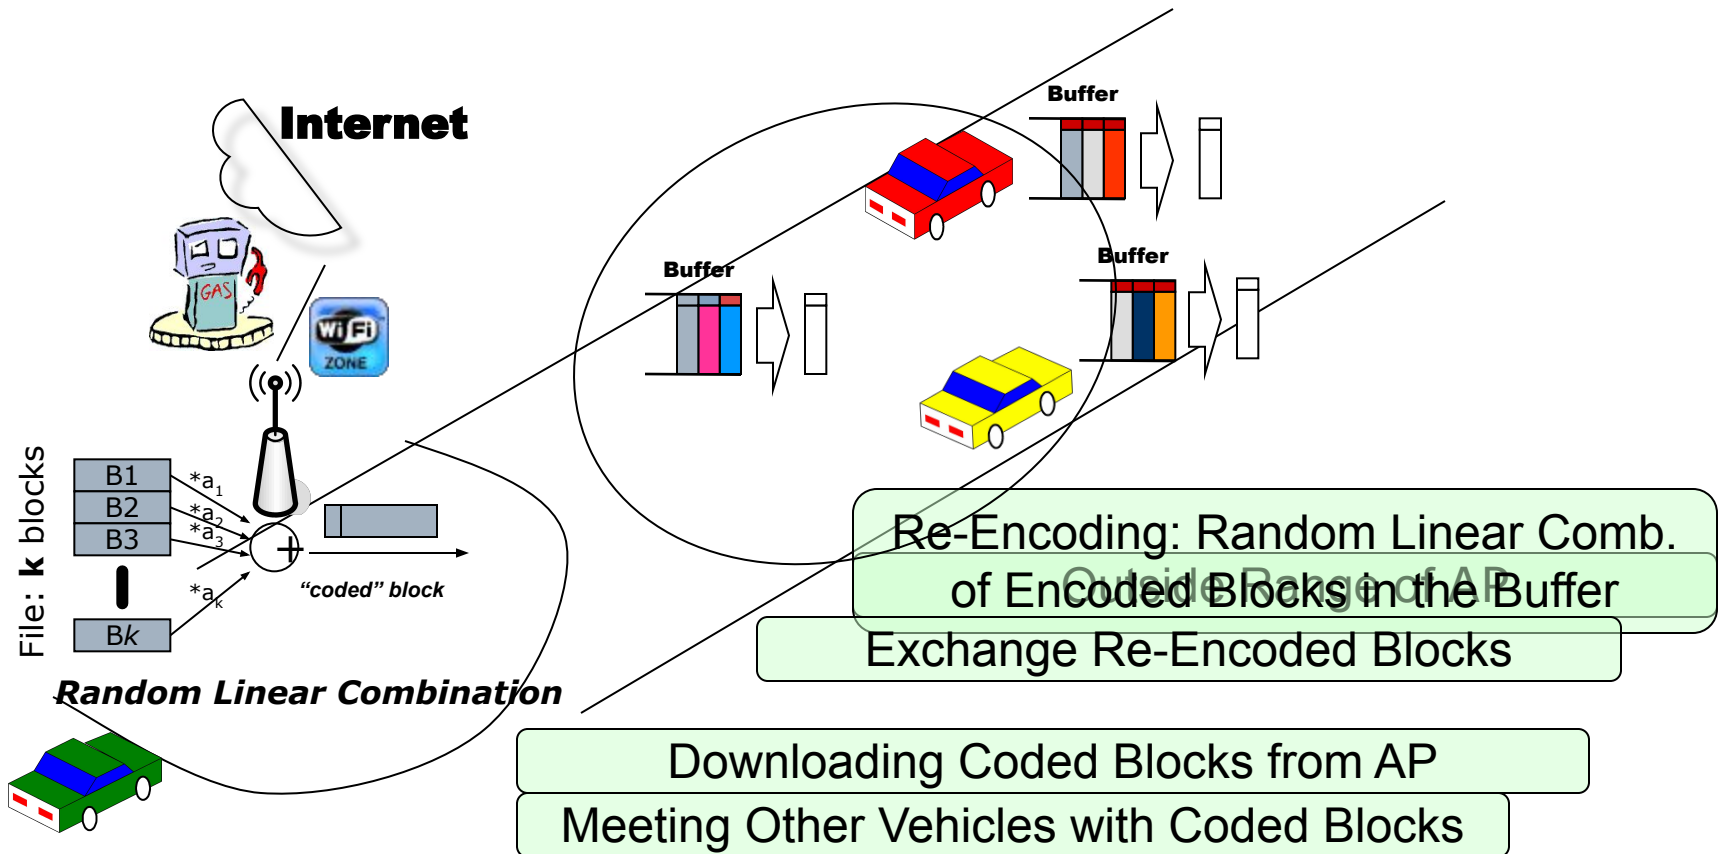 Buffer
Internet
Buffer
Buffer
GAS
Wi Fi
ZONE
File: k blocks
B1
B2
B3
Bk
*a1
*a2
*a3
*ak
+
“coded” block
Re-Encoding: Random Linear Comb.
of Encoded Blocks in the Buffer
Outside Range of AP
Exchange Re-Encoded Blocks
Random Linear Combination
Downloading Coded Blocks from AP
Meeting Other Vehicles with Coded Blocks